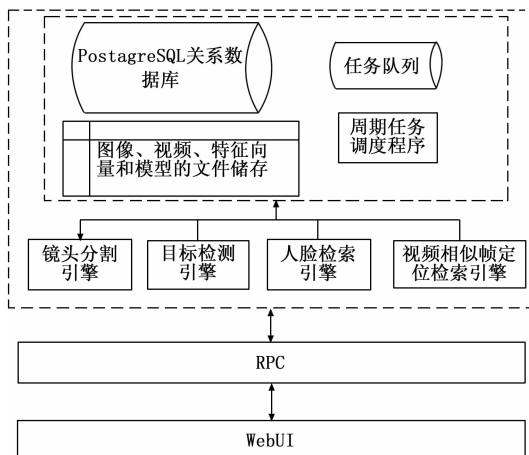 PostagreSQL关系数
据库
任务队列
图像、视频、特征向
量和模型的文件储存
周期任务
调度程序
镜头分割
引擎
目标检测
引擎
人脸检索
引擎
视频相似帧定
位检索引擎
RPC
WebUI